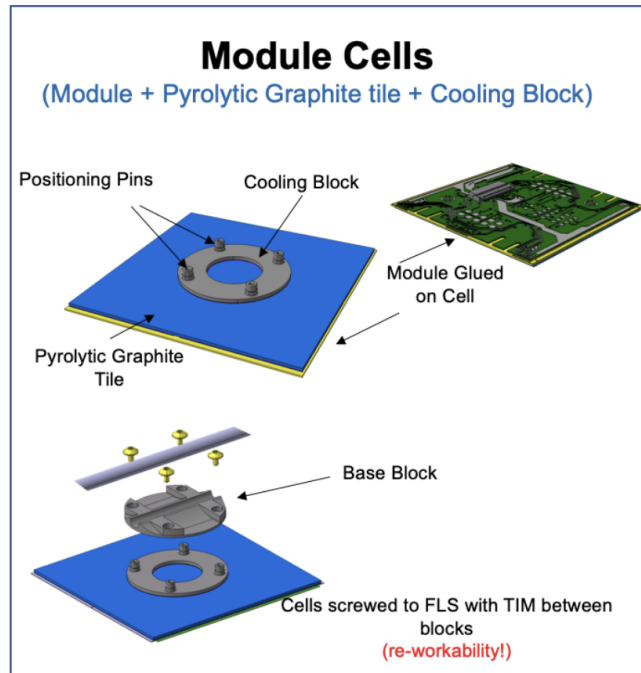 Module Cells
(Module + Pyrolytic Graphite tile + Cooling Block)
Positioning Pins
Cooling Block
Module Glued
on Cell
Pyrolytic Graphite
Tile
Base Block
Cells screwed to FLS with TIM between
blocks
(re-workability!)